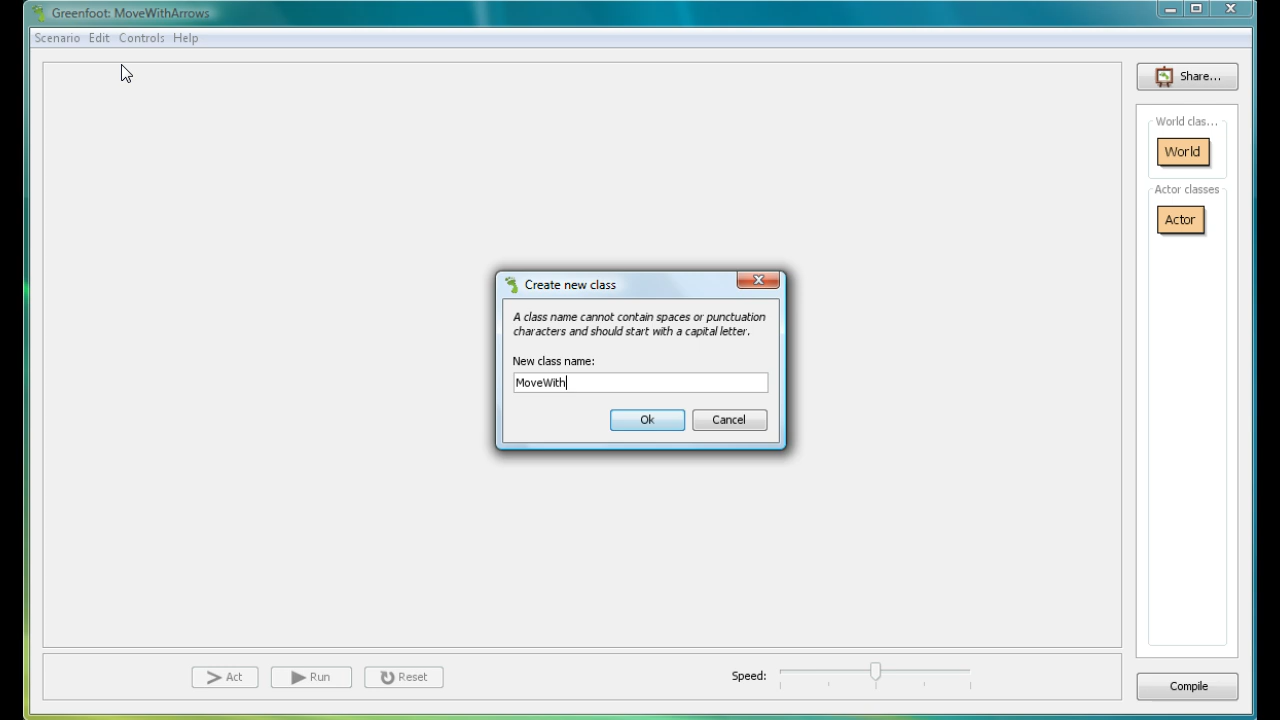 Greenfoot: MoveWithArrows
Scenario Edit Controls Help
Share...
World clas...
World
Actor classes
Actor
Create new class
A class name cannot contain spaces or punctuation
characters and should start with a capital letter.
New class name:
MoveWith
Ok Cancel
Act Run Reset Speed:
Compile